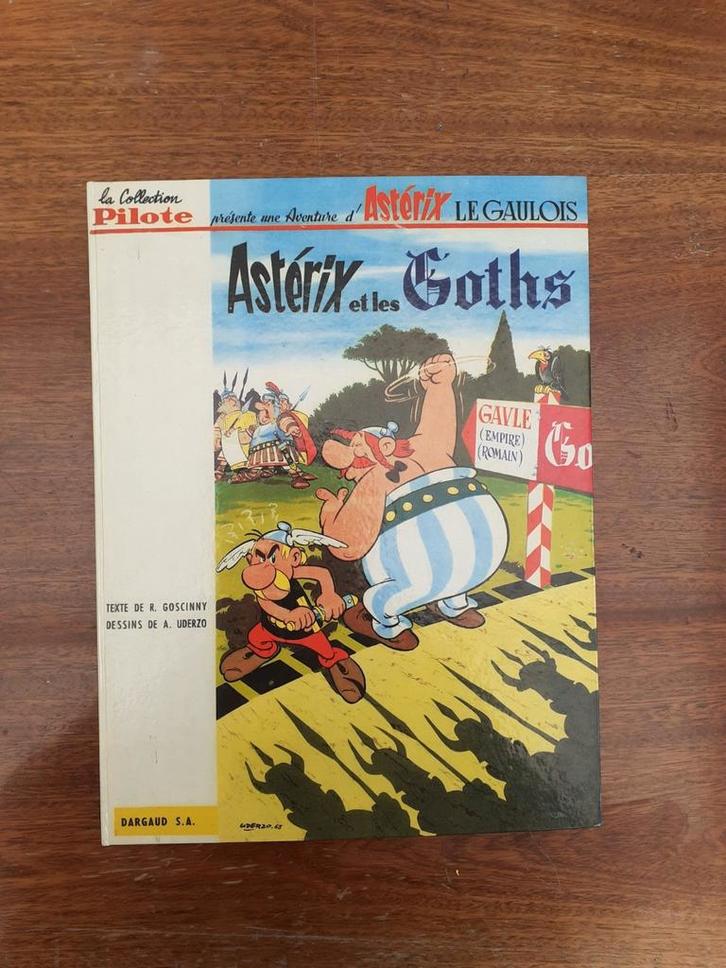 la Collection
Pilote
présente une Aventure d'Astérix LE GAULOIS
Astérix et les Goths
GAVLE
(EMPIRE)
(ROMAIN)
Go
TEXTE DE R. GOSCINNY
DESSINS DE A. UDERZO
DARGAUD S.A.
UDERZO.63